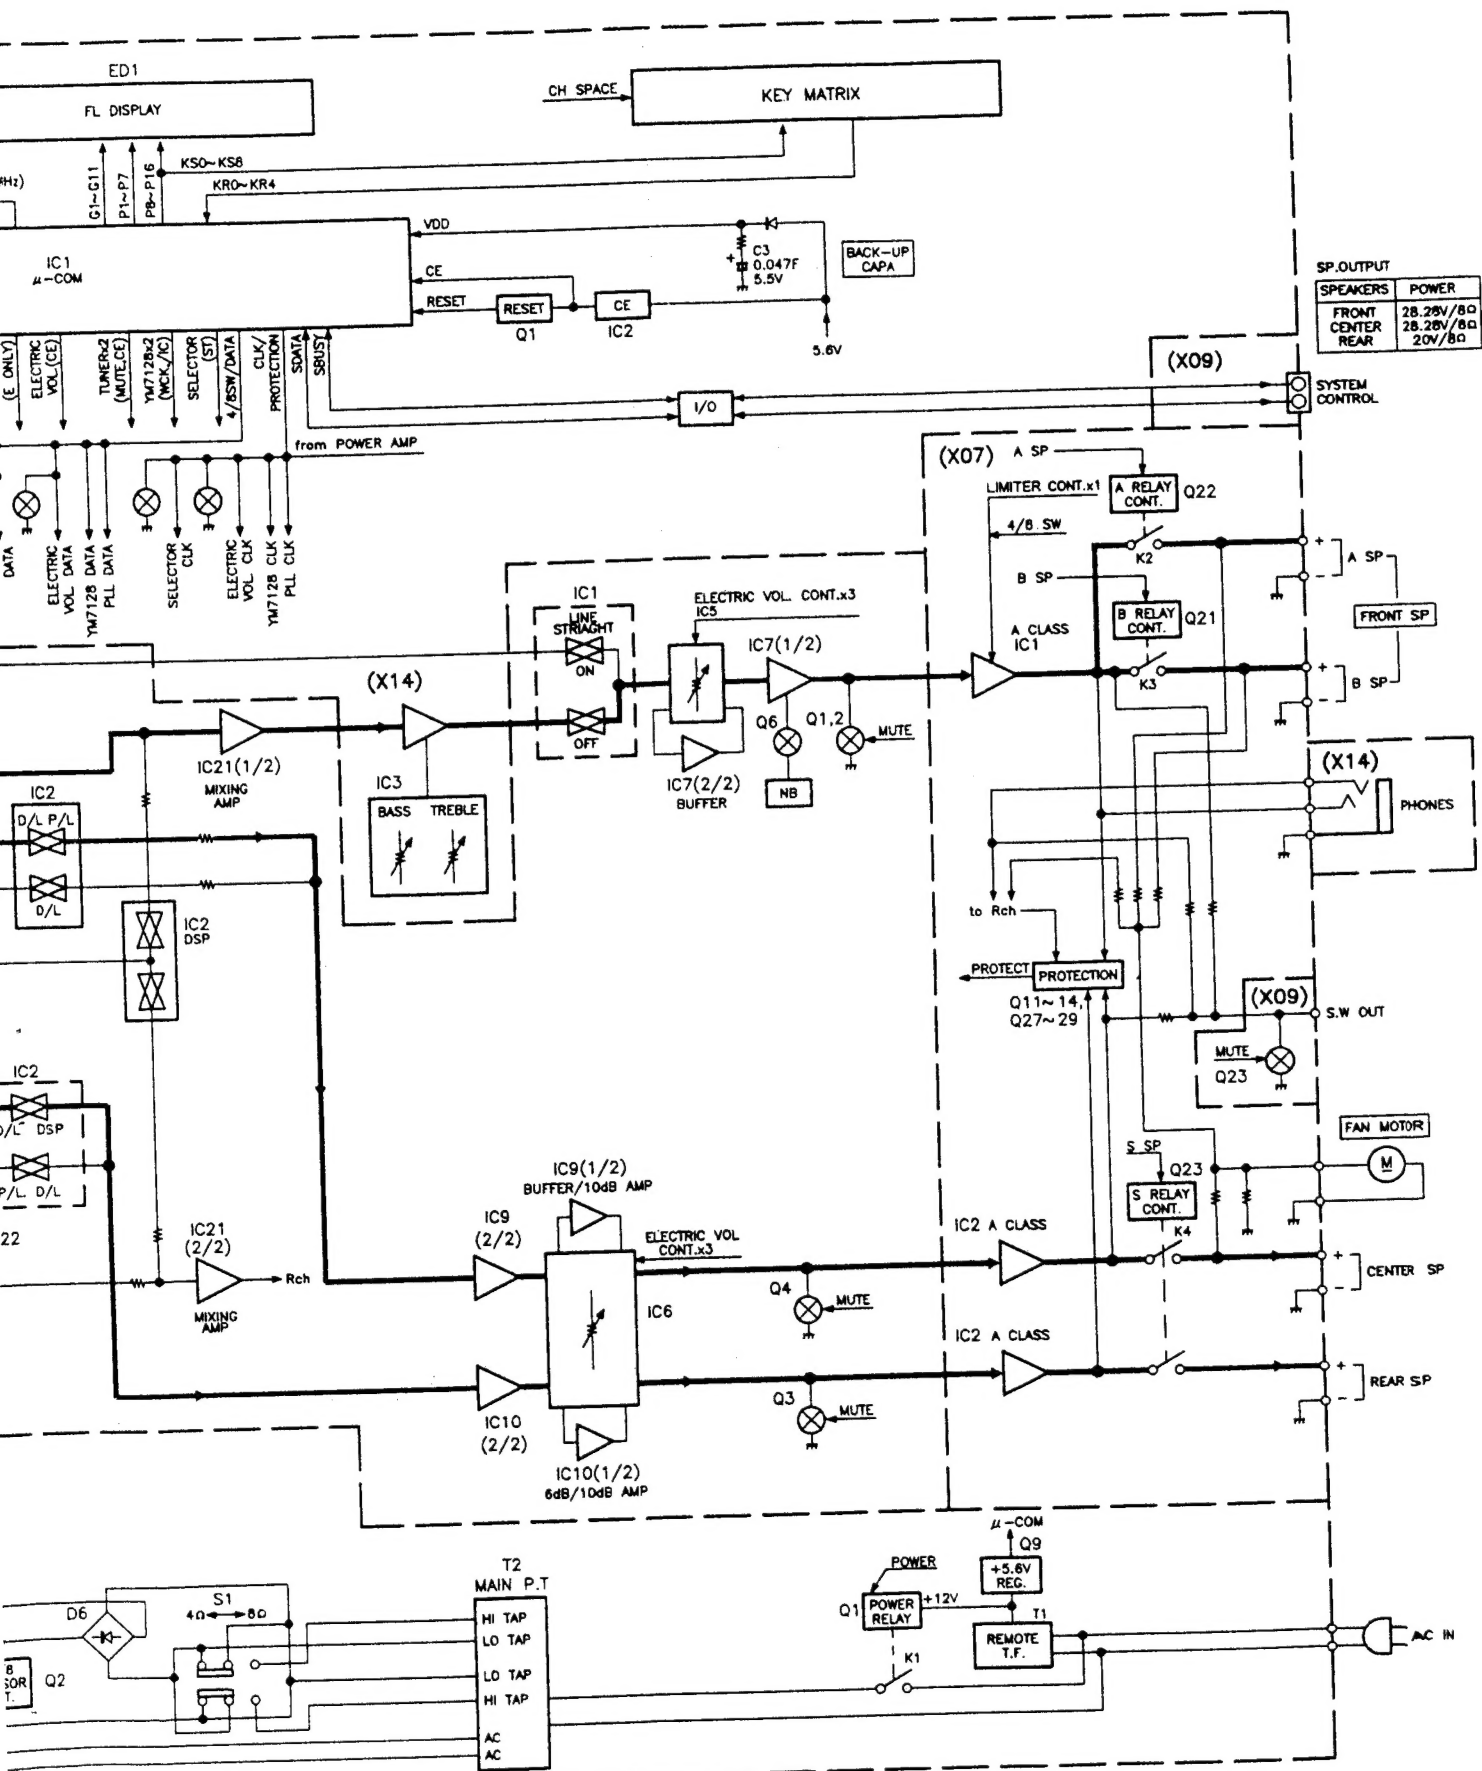 ED1
FL DISPLAY
CH SPACE
KEY MATRIX
Hz)
G1~G11
P1~P7
P8~P16
KS0~KS8
KR0~KR4
IC1
μ-COM
VDD
CE
RESET
RESET
Q1
CE
IC2
+
C3
0.047F
5.5V
BACK-UP
CAPA
5.6V
SP.OUTPUT
SPEAKERS
POWER
FRONT
28.28V/8Ω
CENTER
28.28V/8Ω
REAR
20V/8Ω
(E ONLY)
ELECTRIC
VOL.(CE)
TUNERx2
(MUTE,CE)
YM7128x2
(WCK,/IC)
SELECTOR
(ST)
4/8SW/DATA
CLK/
PROTECTION
SDATA
SBUSY
I/O
(X09)
SYSTEM
CONTROL
from POWER AMP
DATA
ELECTRIC
VOL DATA
YM7128 DATA
PLL DATA
SELECTOR
CLK
ELECTRIC
VOL CLK
YM7128 CLK
PLL CLK
(X07)
A SP
LIMITER CONT.x1
A RELAY
CONT.
Q22
4/8 SW
K2
B SP
B RELAY
CONT.
Q21
A CLASS
IC1
K3
+
-
A SP
FRONT SP
+
-
B SP
IC1
LINE
STRIAGHT
ON
OFF
ELECTRIC VOL. CONT.x3
IC5
IC7(1/2)
Q6
Q1,2
MUTE
NB
IC7(2/2)
BUFFER
(X14)
IC21(1/2)
MIXING
AMP
IC3
BASS
TREBLE
IC2
D/L P/L
D/L
IC2
DSP
(X14)
PHONES
to Rch
PROTECT
PROTECTION
Q11~14,
Q27~29
(X09)
S.W OUT
MUTE
Q23
IC2
D/L DSP
P/L D/L
22
IC21
(2/2)
Rch
MIXING
AMP
IC9(1/2)
BUFFER/10dB AMP
IC9
(2/2)
ELECTRIC VOL
CONT.x3
IC6
Q4
MUTE
Q3
MUTE
IC10
(2/2)
IC10(1/2)
6dB/10dB AMP
S SP
Q23
S RELAY
CONT.
K4
FAN MOTOR
M
IC2 A CLASS
+
-
CENTER SP
IC2 A CLASS
+
-
REAR SP
D6
S1
4Ω
8Ω
Q2
T2
MAIN P.T
HI TAP
LO TAP
LO TAP
HI TAP
AC
AC
POWER
Q1
POWER
RELAY
+12V
K1
μ-COM
Q9
+5.6V
REG.
T1
REMOTE
T.F.
AC IN